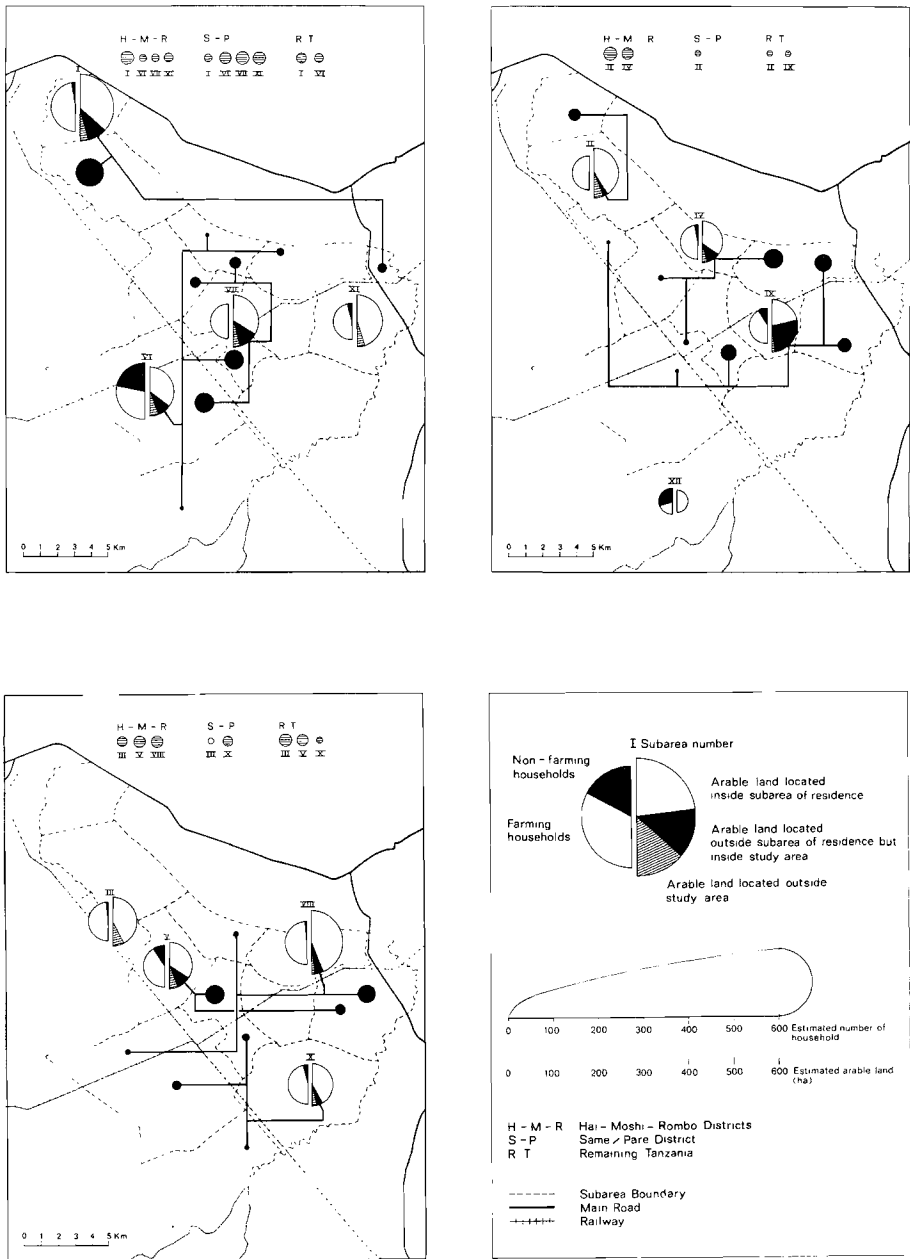 H - M - R S - P R T
I VI VII XI I VI VII XI I VI
I
VII
XI
VI
0 1 2 3 4 5 Km
H - M R S - P R T
II IV II II IX
II
IV
IX
XII
0 1 2 3 4 5 Km
H - M - R S - P R T
III V VIII III X III V X
III
VIII
V
X
0 1 2 3 4 5 Km
I Subarea number
Non - farming
households
Farming
households
Arable land located
inside subarea of residence
Arable land located
outside subarea of residence but
inside study area
Arable land located outside
study area
0 100 200 300 400 500 600 Estimated number of
household
0 100 200 300 400 500 600 Estimated arable land
(ha)
H - M - R Hai - Moshi - Rombo Districts
S - P Same / Pare District
R T Remaining Tanzania
Subarea Boundary
Main Road
Railway